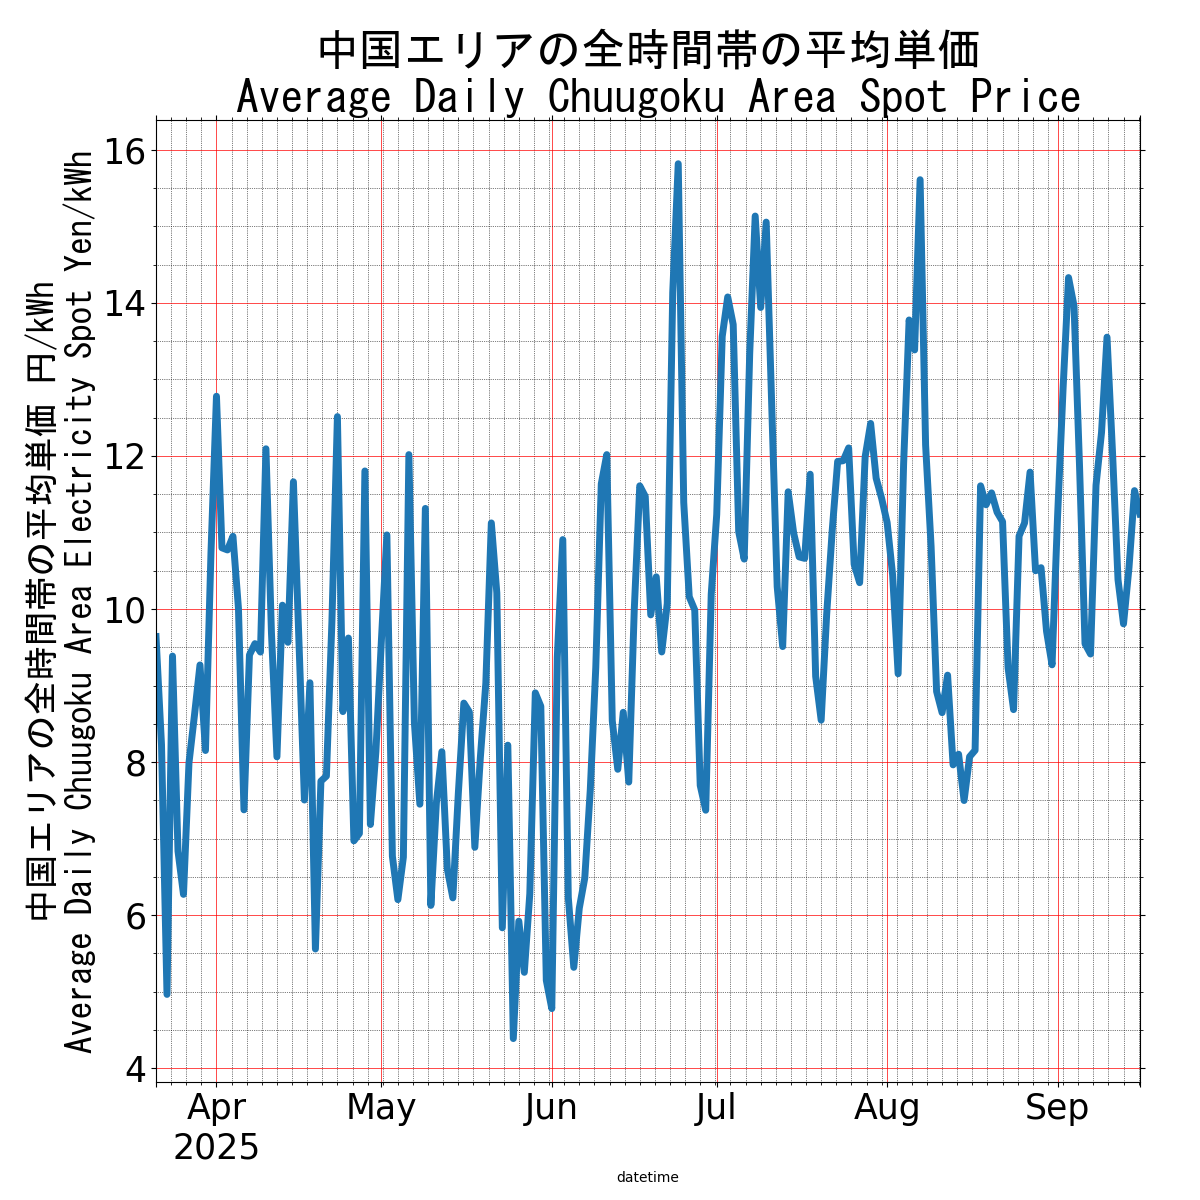 中国エリアの全時間帯の平均単価
Average Daily Chuugoku Area Spot Price
中国エリアの全時間帯の平均単価 円/kWh
Average Daily Chuugoku Area Electricity Spot Yen/kWh
16
14
12
10
8
6
4
Apr
2025
May
Jun
Jul
Aug
Sep
datetime